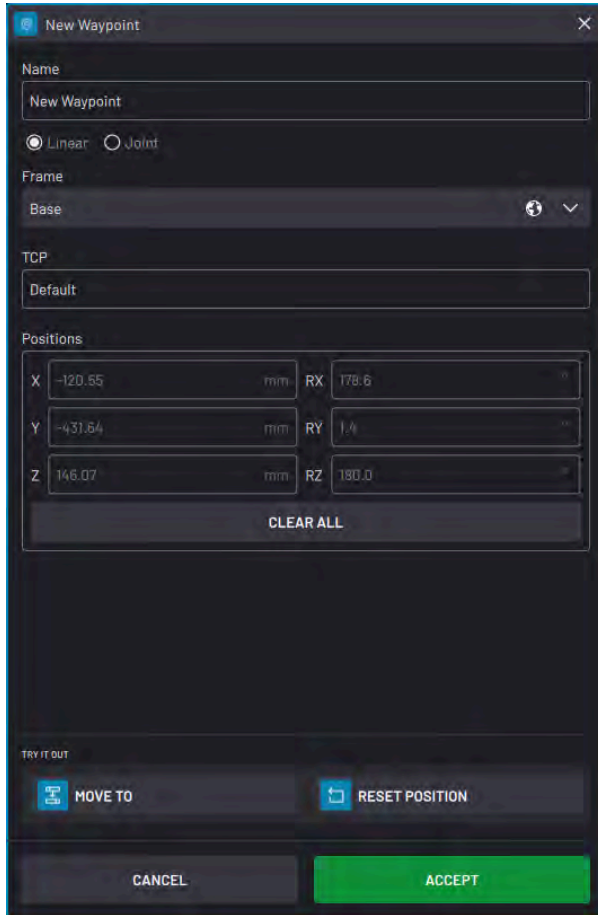 New Waypoint
Name
New Waypoint
Linear Joint
Frame
Base
TCP
Default
Positions
X -120.55 mm RX 178.6 °
Y -431.64 mm RY 1.4 °
Z 146.07 mm RZ 180.0 °
CLEAR ALL
TRY IT OUT
MOVE TO RESET POSITION
CANCEL ACCEPT